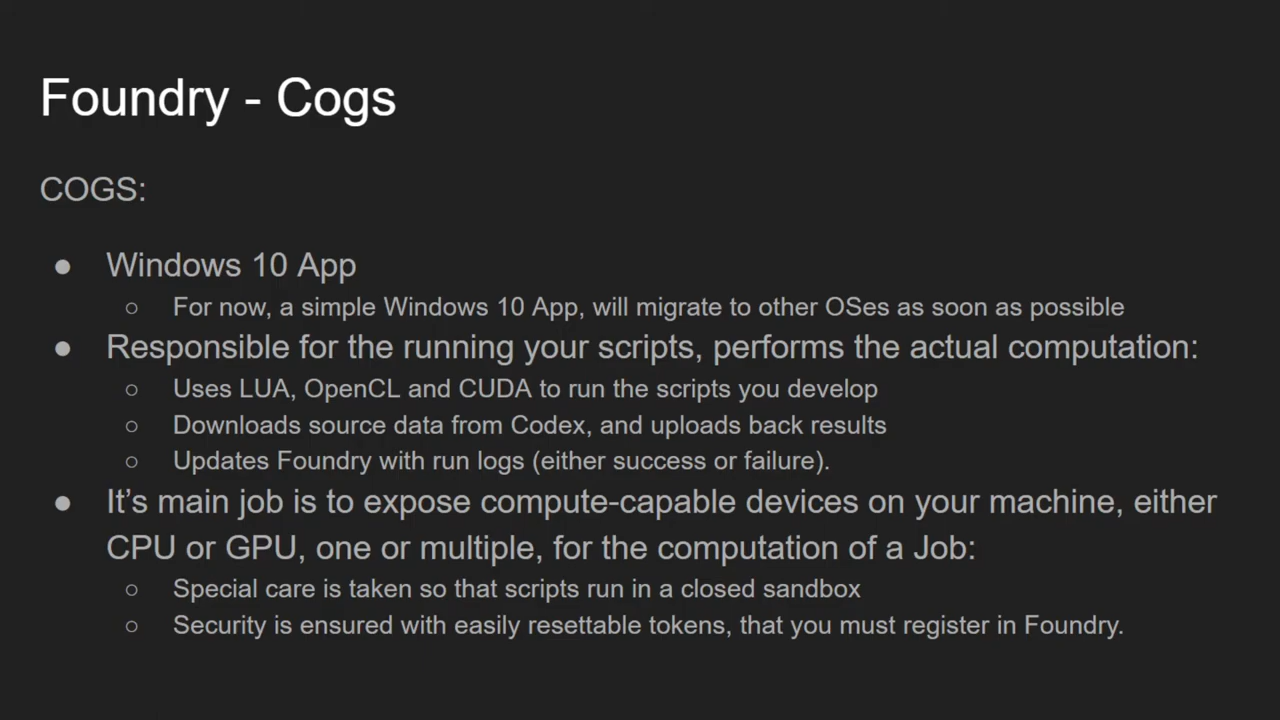 Foundry - Cogs
COGS:
● Windows 10 App
○ For now, a simple Windows 10 App, will migrate to other OSes as soon as possible
● Responsible for the running your scripts, performs the actual computation:
○ Uses LUA, OpenCL and CUDA to run the scripts you develop
○ Downloads source data from Codex, and uploads back results
○ Updates Foundry with run logs (either success or failure).
● It’s main job is to expose compute-capable devices on your machine, either
CPU or GPU, one or multiple, for the computation of a Job:
○ Special care is taken so that scripts run in a closed sandbox
○ Security is ensured with easily resettable tokens, that you must register in Foundry.